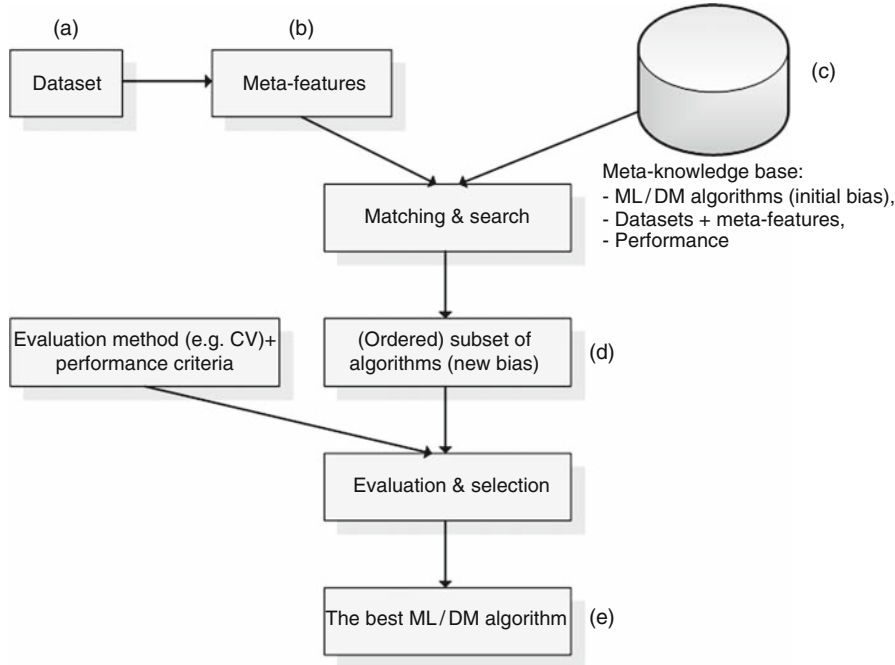 (a)
(b)
Dataset
Meta-features
(c)
Meta-knowledge base:
- ML/DM algorithms (initial bias),
- Datasets + meta-features,
- Performance
Matching & search
Evaluation method (e.g. CV)+
performance criteria
(Ordered) subset of
algorithms (new bias)
(d)
Evaluation & selection
The best ML/DM algorithm
(e)